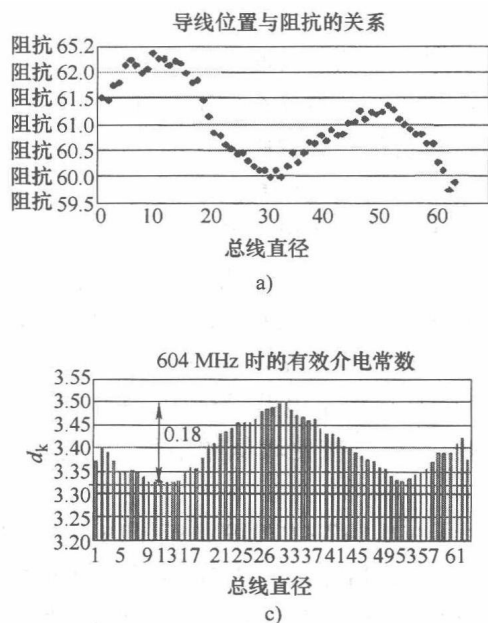 导线位置与阻抗的关系
阻抗 65.2
阻抗 62.0
阻抗 61.5
阻抗 61.0
阻抗 60.5
阻抗 60.0
阻抗 59.5
0 10 20 30 40 50 60
总线直径
a)
604 MHz 时的有效介电常数
3.55
3.50
3.45
3.40
3.35
3.30
3.25
3.20
dk
0.18
1 5 9 13 17 21 25 26 33 37 41 45 49 53 57 61
总线直径
c)